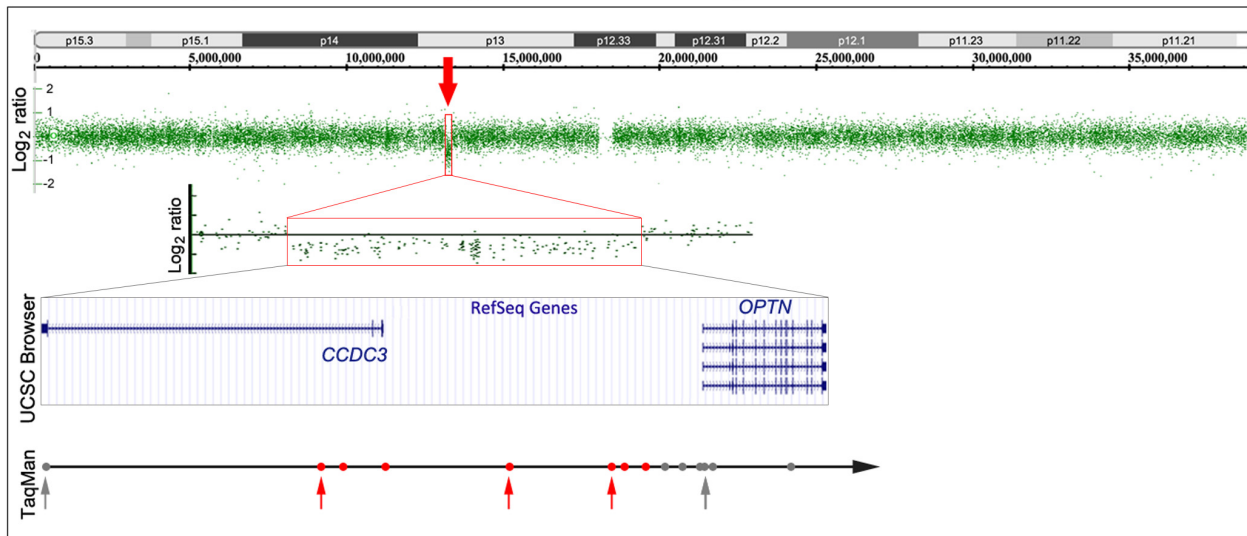 p15.3 p15.1 p14 p13 p12.33 p12.31 p12.2 p12.1 p11.23 p11.22 p11.21
0 5,000,000 10,000,000 15,000,000 20,000,000 25,000,000 30,000,000 35,000,000
Log2 ratio
2
1
0
-1
-2
Log2 ratio
UCSC Browser
RefSeq Genes
OPTN
CCDC3
TaqMan